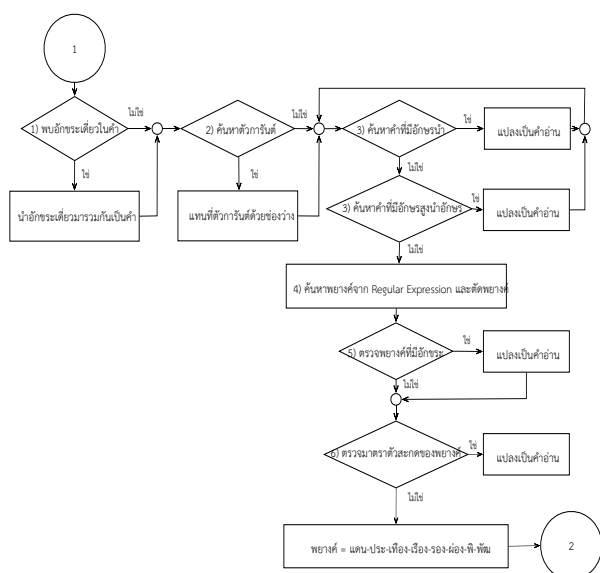 1
1) พบอักขระเดี่ยวในคำ
ไม่ใช่
ใช่
นำอักขระเดี่ยวมารวมกันเป็นคำ
2) ค้นหาตัวการันต์
ไม่ใช่
ใช่
แทนที่ตัวการันต์ด้วยช่องว่าง
3) ค้นหาคำที่มีอักษรนำ
ใช่
แปลงเป็นคำอ่าน
ไม่ใช่
3) ค้นหาคำที่มีอักษรสูงนำอักษร
ใช่
แปลงเป็นคำอ่าน
ไม่ใช่
4) ค้นหาพยางค์จาก Regular Expression และตัดพยางค์
5) ตรวจพยางค์ที่มีอักขระ
ใช่
แปลงเป็นคำอ่าน
ไม่ใช่
6) ตรวจมาตราตัวสะกดของพยางค์
ใช่
แปลงเป็นคำอ่าน
ไม่ใช่
พยางค์ = แดน-ประ-เทือง-เรือง-รอง-ผ่อง-พิ-พัฒ
2